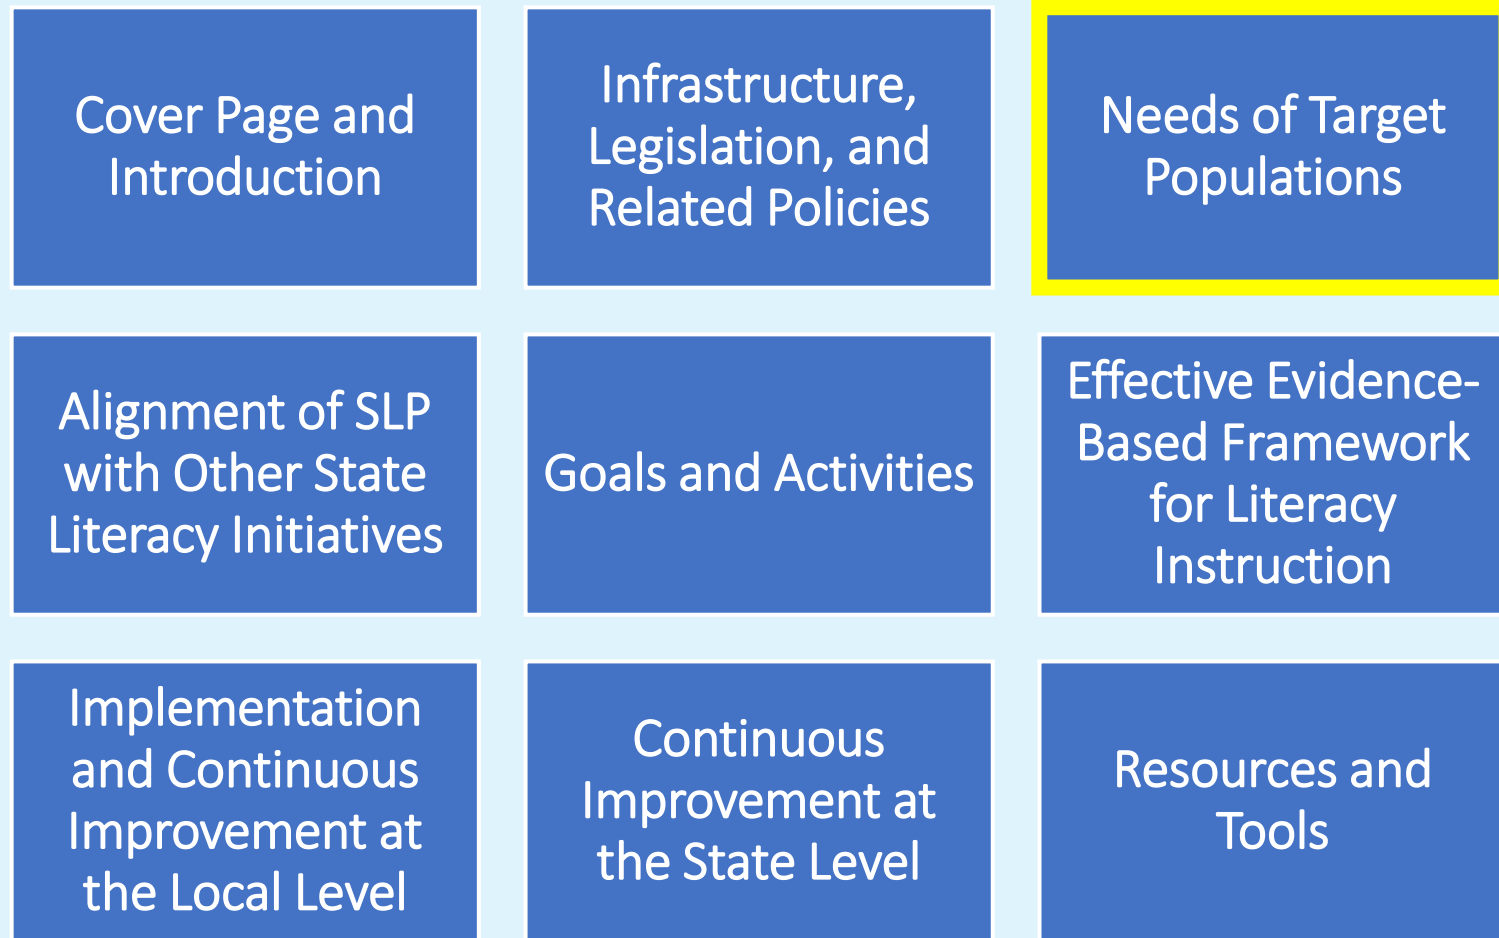 Cover Page and
Introduction
Infrastructure,
Legislation, and
Related Policies
Needs of Target
Populations
Alignment of SLP
with Other State
Literacy Initiatives
Goals and Activities
Effective Evidence-
Based Framework
for Literacy
Instruction
Implementation
and Continuous
Improvement at
the Local Level
Continuous
Improvement at
the State Level
Resources and
Tools